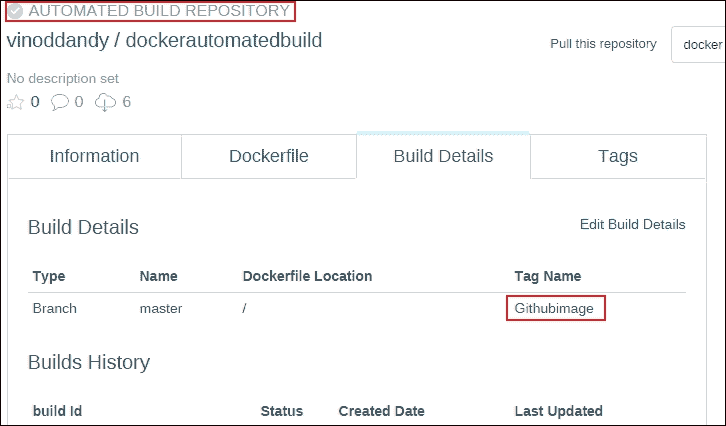 AUTOMATED BUILD REPOSITORY
vinoddandy / dockerautomatedbuild
Pull this repository docker
No description set
0 0 6
Information Dockerfile Build Details Tags
Build Details Edit Build Details
Type Name Dockerfile Location Tag Name
Branch master / Githubimage
Builds History
build Id Status Created Date Last Updated